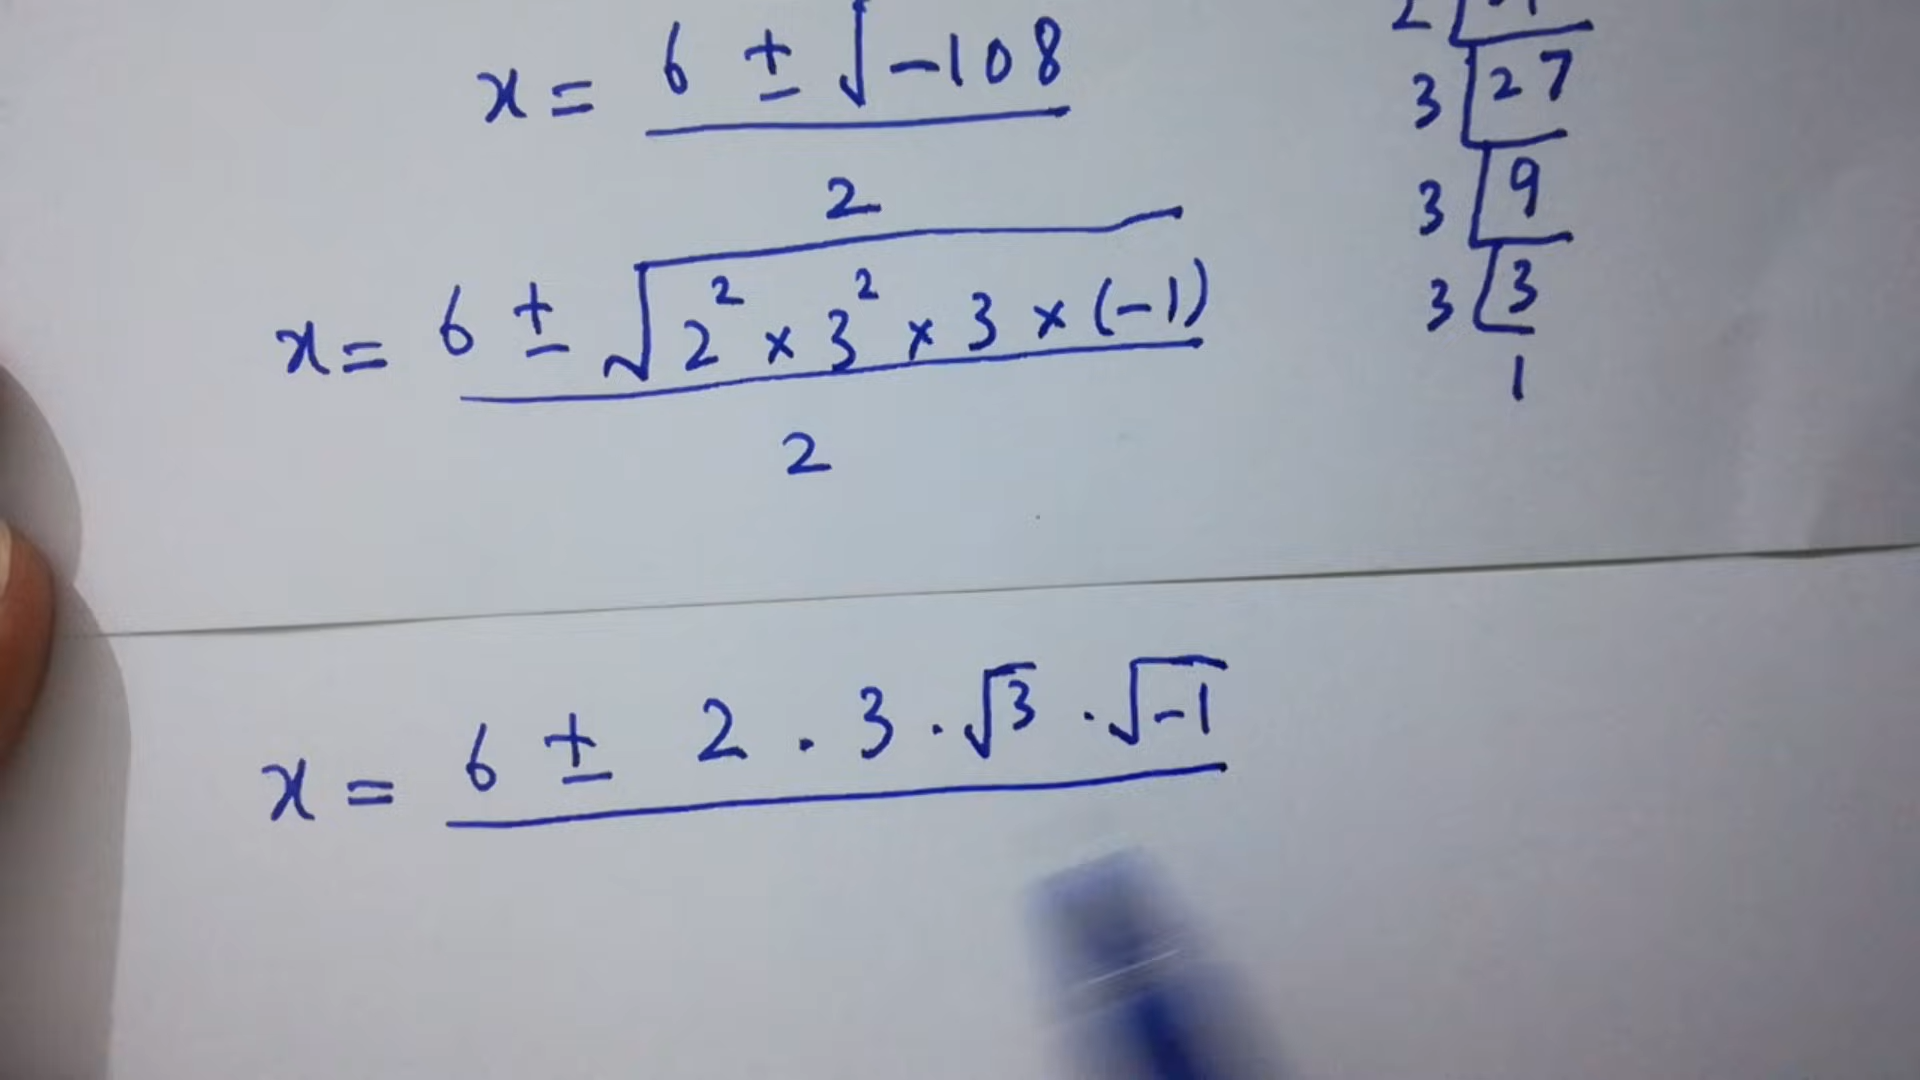 x = 6 ± √-108
2
x = 6 ± √2² × 3² × 3 × (-1)
2
x = 6 ± 2 . 3 . √3 . √-1
2
3 27
3 9
3 3
1